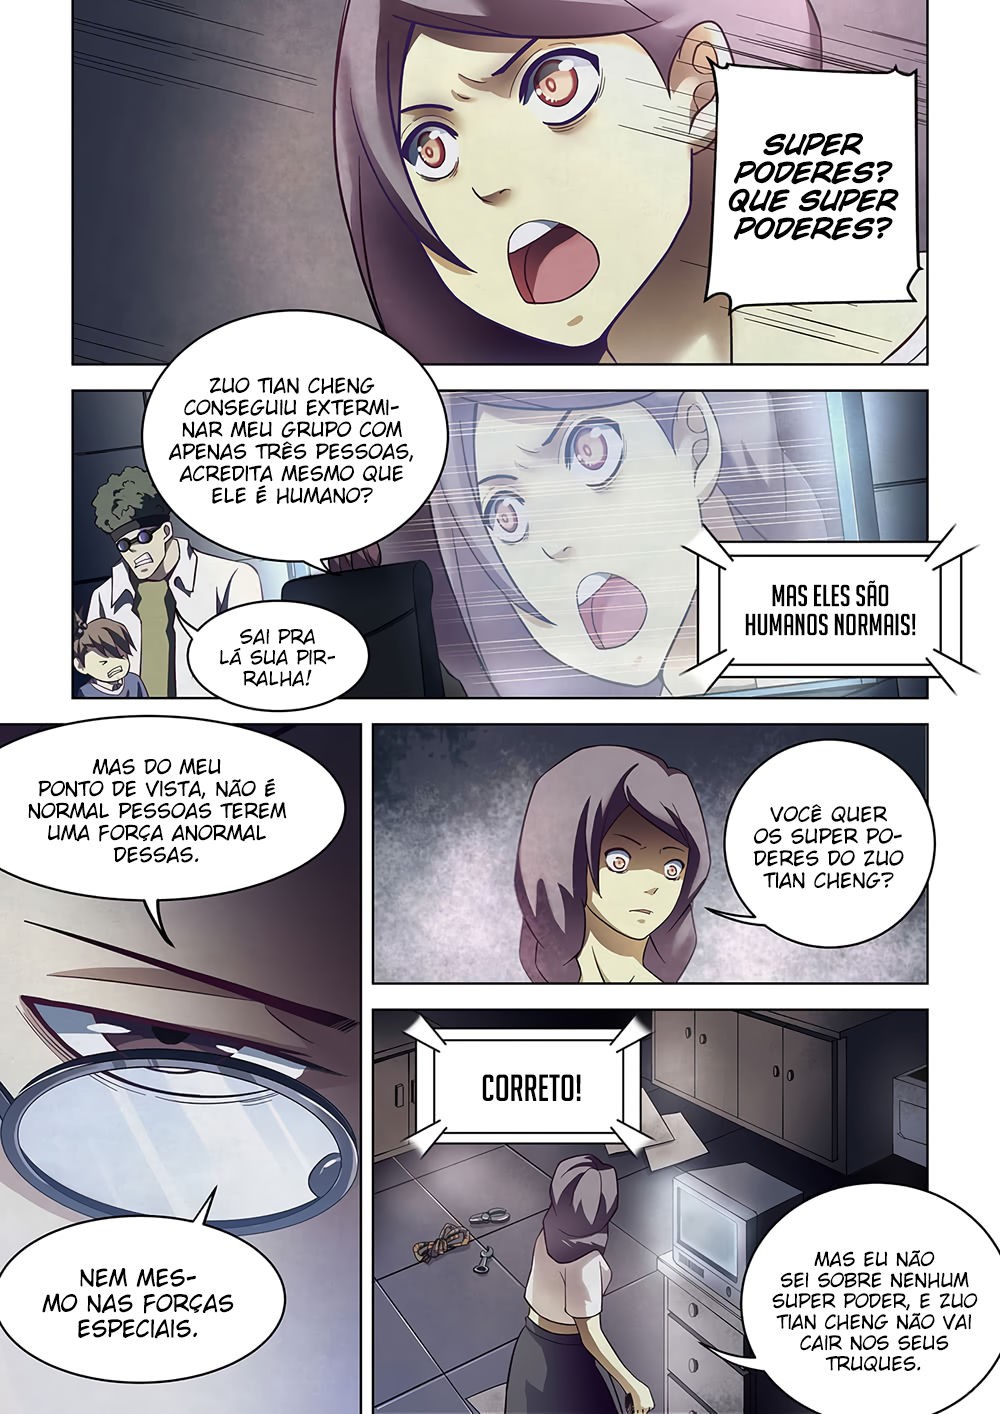 SUPER
PODERES?
QUE SUPER
PODERES?
ZUO TIAN CHENG
CONSEGUIU EXTERMI-
NAR MEU GRUPO COM
APENAS TRÊS PESSOAS,
ACREDITA MESMO QUE
ELE É HUMANO?
MAS ELES SÃO
HUMANOS NORMAIS!
SAI PRA
LÁ SUA PIR-
RALHA!
MAS DO MEU
PONTO DE VISTA, NÃO É
NORMAL PESSOAS TEREM
UMA FORÇA ANORMAL
DESSAS.
VOCÊ QUER
OS SUPER PO-
DERES DO ZUO
TIAN CHENG?
NEM MES-
MO NAS FORÇAS
ESPECIAIS.
CORRETO!
MAS EU NÃO
SEI SOBRE NENHUM
SUPER PODER, E ZUO
TIAN CHENG NÃO VAI
CAIR NOS SEUS
TRUQUES.